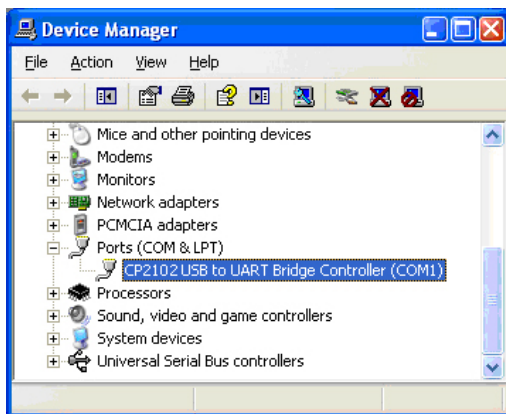 Device Manager
File Action View Help
Mice and other pointing devices
Modems
Monitors
Network adapters
PCMCIA adapters
Ports (COM & LPT)
CP2102 USB to UART Bridge Controller (COM1)
Processors
Sound, video and game controllers
System devices
Universal Serial Bus controllers